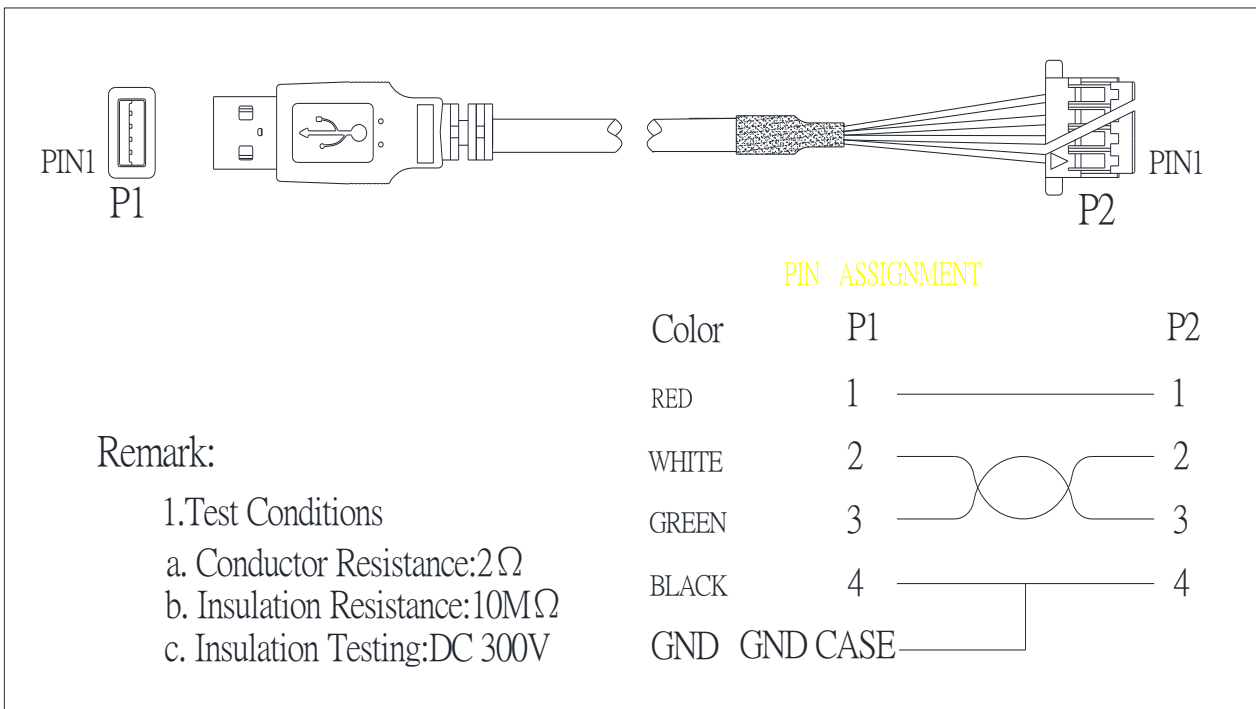 PIN1
P1
PIN1
P2
PIN ASSIGNMENT
Color P1 P2
RED 1 1
WHITE 2 2
GREEN 3 3
BLACK 4 4
GND GND CASE
Remark:
1.Test Conditions
a. Conductor Resistance:2Ω
b. Insulation Resistance:10MΩ
c. Insulation Testing:DC 300V